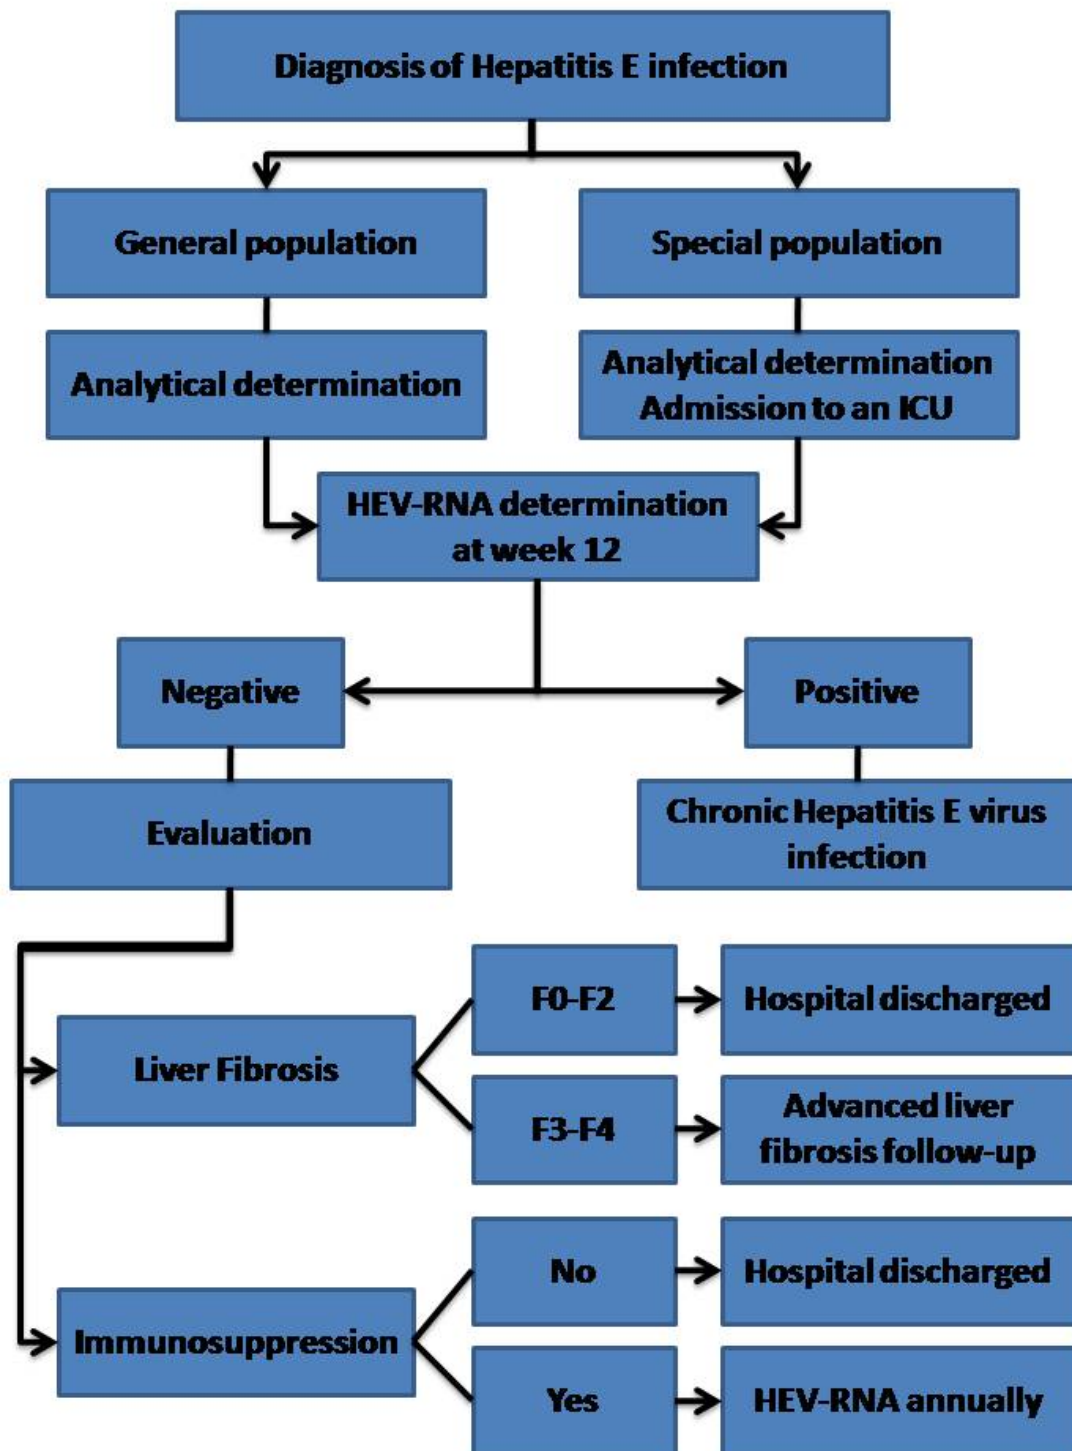 Diagnosis of Hepatitis E infection
General population
Special population
Analytical determination
Analytical determination
Admission to an ICU
HEV-RNA determination
at week 12
Negative
Positive
Evaluation
Chronic Hepatitis E virus
infection
Liver Fibrosis
F0-F2
Hospital discharged
F3-F4
Advanced liver
fibrosis follow-up
Immunosuppression
No
Hospital discharged
Yes
HEV-RNA annually